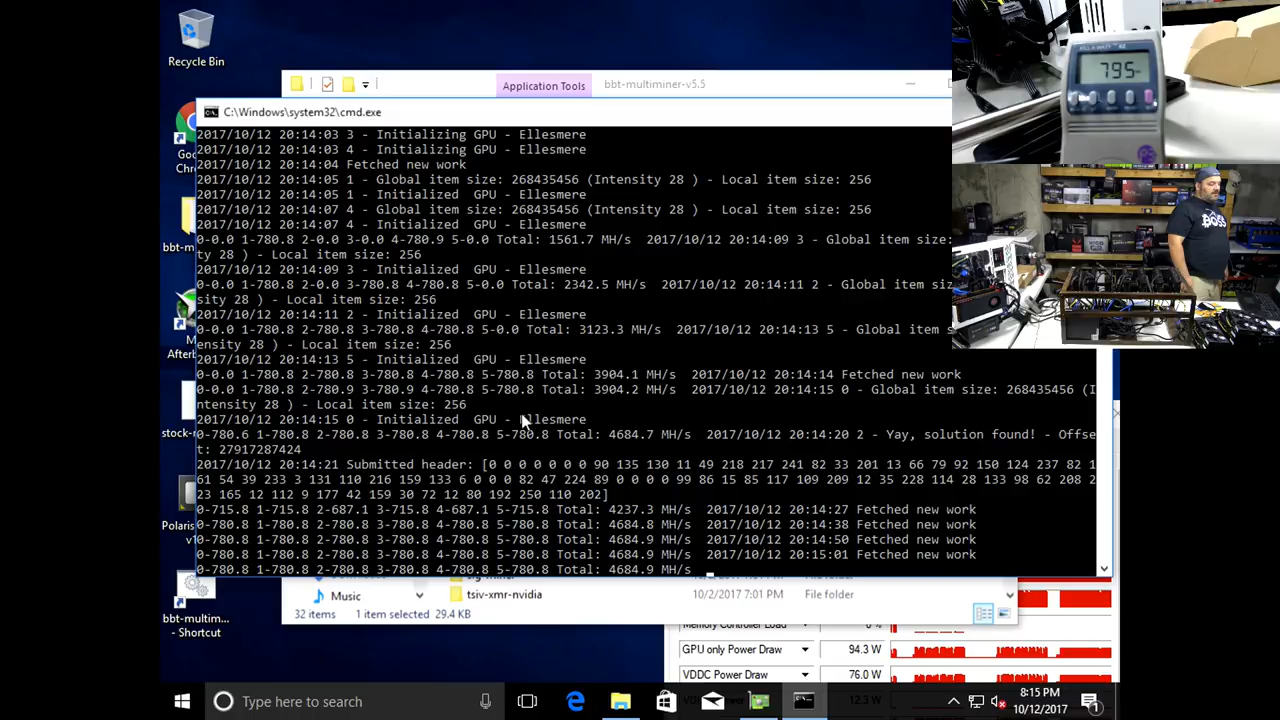 Recycle Bin
Application Tools
bbt-multiminer-v5.5
C:\Windows\system32\cmd.exe
2017/10/12 20:14:03 3 - Initializing GPU - Ellesmere
2017/10/12 20:14:03 4 - Initializing GPU - Ellesmere
2017/10/12 20:14:04 Fetched new work
2017/10/12 20:14:05 1 - Global item size: 268435456 (Intensity 28 ) - Local item size: 256
2017/10/12 20:14:05 1 - Initialized GPU - Ellesmere
2017/10/12 20:14:07 4 - Global item size: 268435456 (Intensity 28 ) - Local item size: 256
2017/10/12 20:14:07 4 - Initialized GPU - Ellesmere
0-0.0 1-780.8 2-0.0 3-0.0 4-780.9 5-0.0 Total: 1561.7 MH/s 2017/10/12 20:14:09 3 - Global item size:
ty 28 ) - Local item size: 256
2017/10/12 20:14:09 3 - Initialized GPU - Ellesmere
0-0.0 1-780.8 2-0.0 3-780.9 4-780.8 5-0.0 Total: 2342.5 MH/s 2017/10/12 20:14:11 2 - Global item size
sity 28 ) - Local item size: 256
2017/10/12 20:14:11 2 - Initialized GPU - Ellesmere
0-0.0 1-780.8 2-780.8 3-780.8 4-780.8 5-0.0 Total: 3123.3 MH/s 2017/10/12 20:14:13 5 - Global item s
ensity 28 ) - Local item size: 256
2017/10/12 20:14:13 5 - Initialized GPU - Ellesmere
0-0.0 1-780.8 2-780.8 3-780.8 4-780.8 5-780.8 Total: 3904.1 MH/s 2017/10/12 20:14:14 Fetched new work
0-0.0 1-780.8 2-780.9 3-780.9 4-780.8 5-780.8 Total: 3904.2 MH/s 2017/10/12 20:14:15 0 - Global item size: 268435456 (I
ntensity 28 ) - Local item size: 256
2017/10/12 20:14:15 0 - Initialized GPU - Ellesmere
0-780.6 1-780.8 2-780.8 3-780.8 4-780.8 5-780.8 Total: 4684.7 MH/s 2017/10/12 20:14:20 2 - Yay, solution found! - Offse
t: 27917287424
2017/10/12 20:14:21 Submitted header: [0 0 0 0 0 0 0 90 135 130 11 49 218 217 241 82 33 201 13 66 79 92 150 124 237 82 1
61 54 39 233 3 131 110 216 159 133 6 0 0 0 82 47 224 89 0 0 0 0 99 86 15 85 117 109 209 12 35 228 114 28 133 98 62 208 2
23 165 12 112 9 177 42 159 30 72 12 80 192 250 110 202]
0-715.8 1-715.8 2-687.1 3-715.8 4-687.1 5-715.8 Total: 4237.3 MH/s 2017/10/12 20:14:27 Fetched new work
0-780.8 1-780.8 2-780.8 3-780.8 4-780.8 5-780.8 Total: 4684.8 MH/s 2017/10/12 20:14:38 Fetched new work
0-780.8 1-780.8 2-780.8 3-780.8 4-780.8 5-780.8 Total: 4684.9 MH/s 2017/10/12 20:14:50 Fetched new work
0-780.8 1-780.8 2-780.8 3-780.8 4-780.8 5-780.8 Total: 4684.9 MH/s 2017/10/12 20:15:01 Fetched new work
0-780.8 1-780.8 2-780.8 3-780.8 4-780.8 5-780.8 Total: 4684.9 MH/s
795
BOSS
Goo
Chr
bbt-
M
Afterb
stock-r
Polaris
v1
bbt-multim...
- Shortcut
Music
tsiv-xmr-nvidia
10/2/2017 7:01 PM
File folder
32 items
1 item selected 29.4 KB
Memory Controller Load
GPU only Power Draw
94.3 W
VDDC Power Draw
76.0 W
12.3 W
Type here to search
8:15 PM
10/12/2017
1